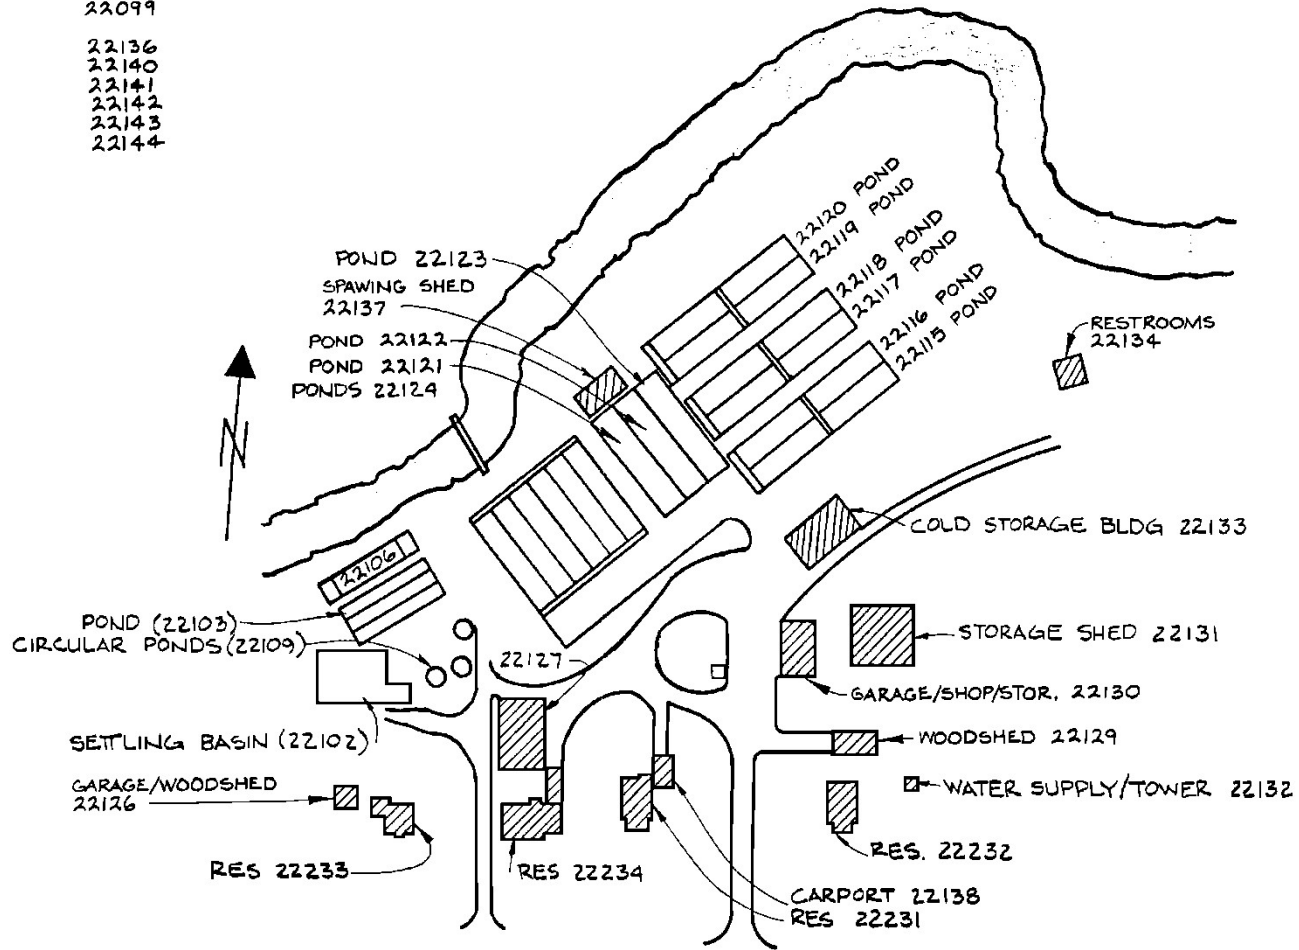 22099
22136
22140
22141
22142
22143
22144
22120 POND
22119 POND
22118 POND
22117 POND
22116 POND
22115 POND
POND 22123
SPAWING SHED
22137
POND 22122
POND 22121
PONDS 22124
RESTROOMS
22134
N
COLD STORAGE BLDG 22133
22106
POND (22103)
CIRCULAR PONDS (22109)
22127
STORAGE SHED 22131
GARAGE/SHOP/STOR. 22130
SETTLING BASIN (22102)
WOODSHED 22129
GARAGE/WOODSHED
22126
WATER SUPPLY/TOWER 22132
RES 22233
RES 22234
RES. 22232
CARPORT 22138
RES 22231